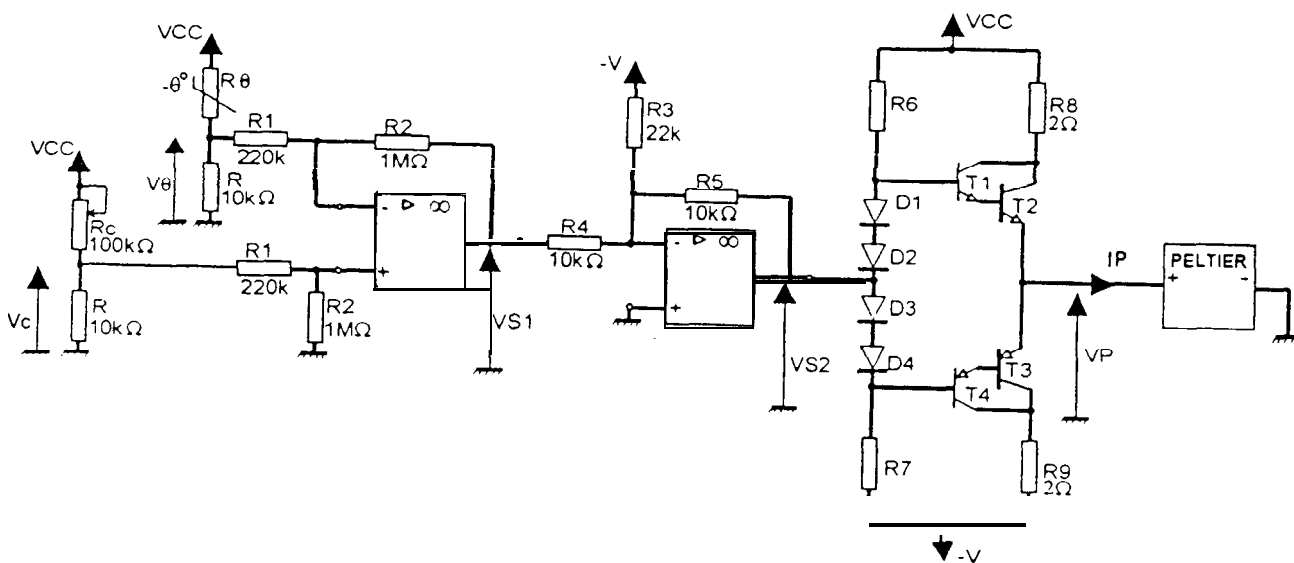 VCC
-θ°
Rθ
R1
220k
R2
1MΩ
Vθ
R
10kΩ
VCC
Rc
100kΩ
Vc
R
10kΩ
R1
220k
R2
1MΩ
- ▷ ∞
+
VS1
-V
R3
22k
R4
10kΩ
R5
10kΩ
- ▷ ∞
+
VS2
VCC
R6
R8
2Ω
T1
T2
D1
D2
D3
D4
T3
T4
R7
R9
2Ω
-V
IP
VP
PELTIER
+ -